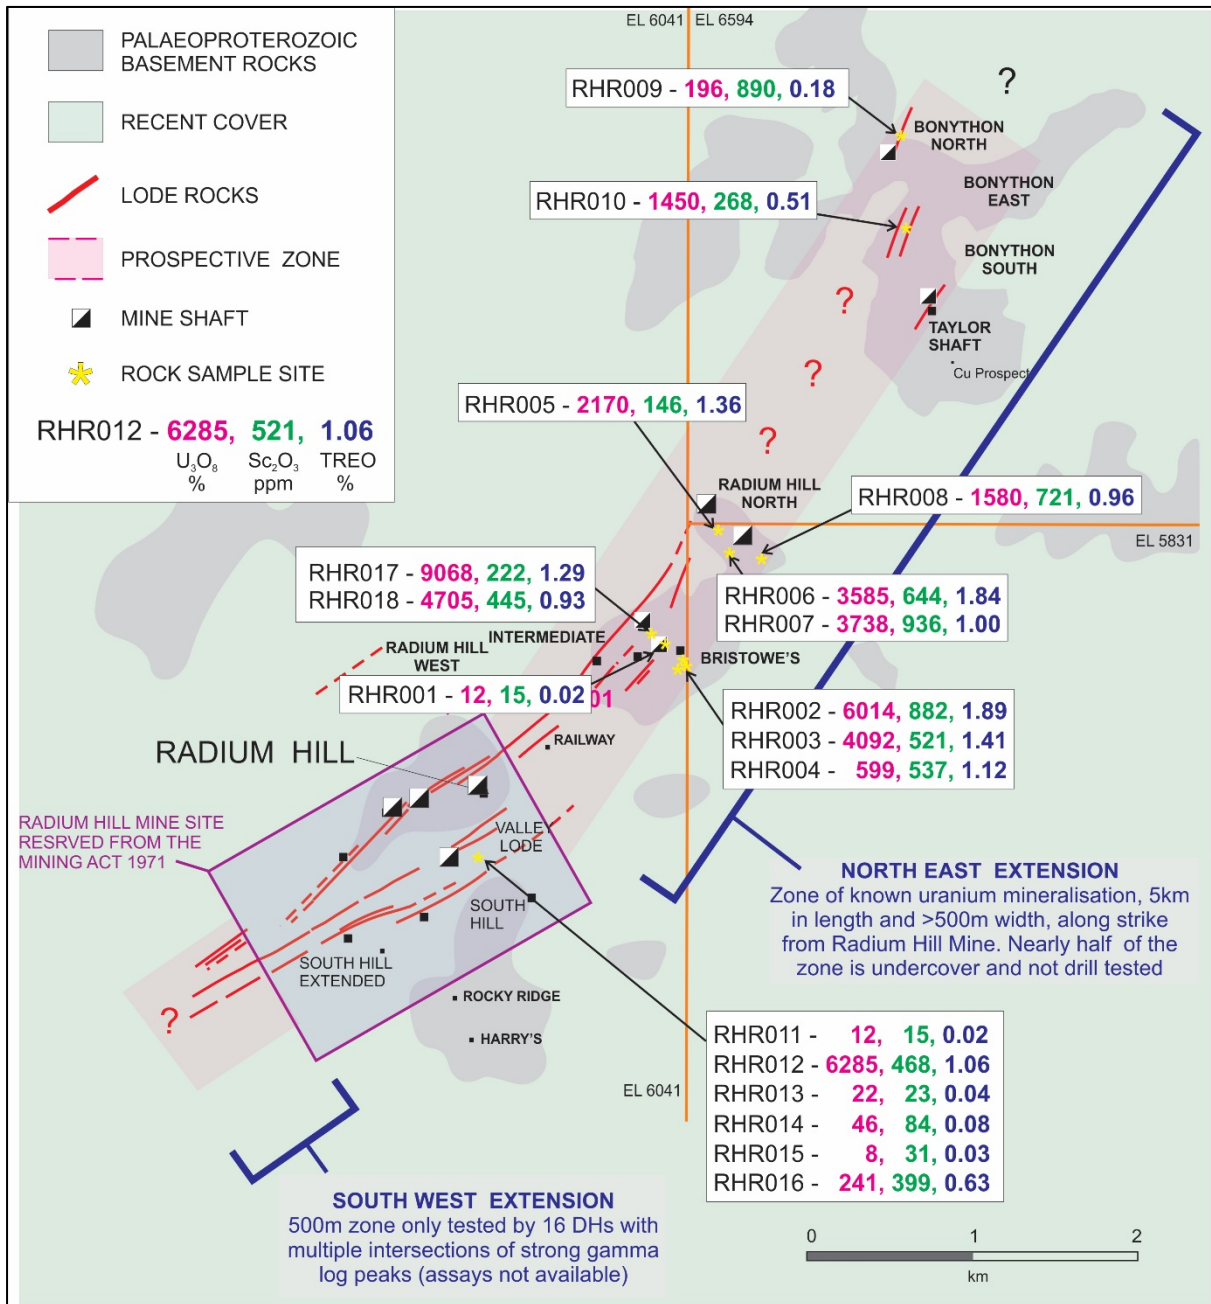 PALAEOPROTEROZOIC
BASEMENT ROCKS
RECENT COVER
LODE ROCKS
PROSPECTIVE ZONE
MINE SHAFT
ROCK SAMPLE SITE
RHR012 - 6285, 521, 1.06
U₃O₈ Sc₂O₃ TREO
% ppm %
EL 6041 EL 6594
?
RHR009 - 196, 890, 0.18
BONYTHON
NORTH
RHR010 - 1450, 268, 0.51
BONYTHON
EAST
BONYTHON
SOUTH
?
TAYLOR
SHAFT
Cu Prospect
?
RHR005 - 2170, 146, 1.36
?
RADIUM HILL
NORTH
RHR008 - 1580, 721, 0.96
EL 5831
RHR017 - 9068, 222, 1.29
RHR018 - 4705, 445, 0.93
RHR006 - 3585, 644, 1.84
RHR007 - 3738, 936, 1.00
INTERMEDIATE
RADIUM HILL
WEST
BRISTOWE'S
RHR001 - 12, 15, 0.02
01
RHR002 - 6014, 882, 1.89
RHR003 - 4092, 521, 1.41
RHR004 - 599, 537, 1.12
RAILWAY
RADIUM HILL
RADIUM HILL MINE SITE
RESRVED FROM THE
MINING ACT 1971
VALLEY
LODE
SOUTH
HILL
SOUTH HILL
EXTENDED
ROCKY RIDGE
HARRY'S
?
NORTH EAST EXTENSION
Zone of known uranium mineralisation, 5km
in length and >500m width, along strike
from Radium Hill Mine. Nearly half of the
zone is undercover and not drill tested
RHR011 - 12, 15, 0.02
RHR012 - 6285, 468, 1.06
RHR013 - 22, 23, 0.04
RHR014 - 46, 84, 0.08
RHR015 - 8, 31, 0.03
RHR016 - 241, 399, 0.63
EL 6041
SOUTH WEST EXTENSION
500m zone only tested by 16 DHs with
multiple intersections of strong gamma
log peaks (assays not available)
0 1 2
km